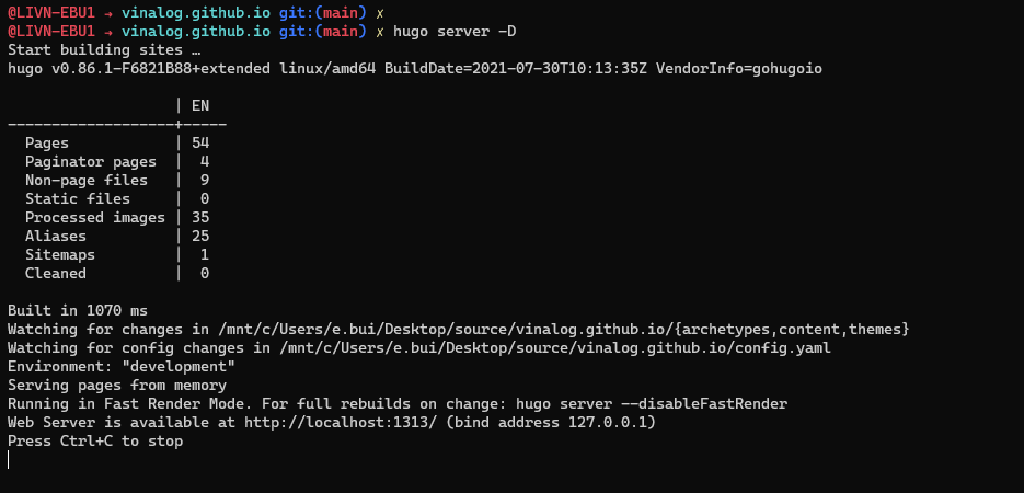 @LIVN-EBU1 → vinalog.github.io git:(main) ✗
@LIVN-EBU1 → vinalog.github.io git:(main) ✗ hugo server -D
Start building sites …
hugo v0.86.1-F6821B88+extended linux/amd64 BuildDate=2021-07-30T10:13:35Z VendorInfo=gohugoio
                   | EN
-------------------+-----
  Pages            | 54
  Paginator pages  |  4
  Non-page files   |  9
  Static files     |  0
  Processed images | 35
  Aliases          | 25
  Sitemaps         |  1
  Cleaned          |  0
Built in 1070 ms
Watching for changes in /mnt/c/Users/e.bui/Desktop/source/vinalog.github.io/{archetypes,content,themes}
Watching for config changes in /mnt/c/Users/e.bui/Desktop/source/vinalog.github.io/config.yaml
Environment: "development"
Serving pages from memory
Running in Fast Render Mode. For full rebuilds on change: hugo server --disableFastRender
Web Server is available at http://localhost:1313/ (bind address 127.0.0.1)
Press Ctrl+C to stop